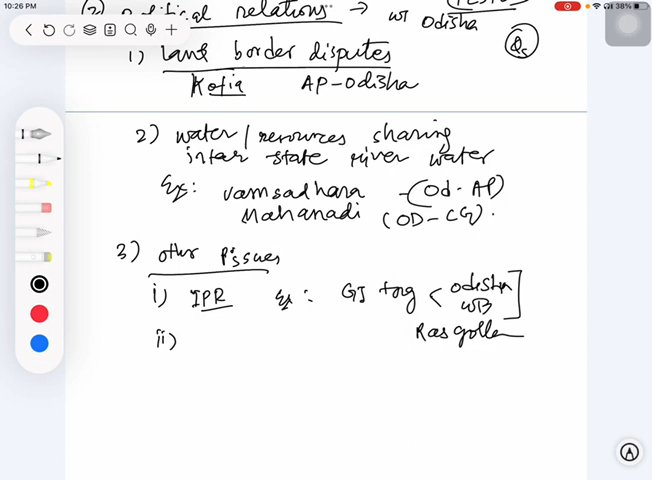 10:26 PM
38%
political relations → wt Odisha
Qs
1) Land border disputes
Kotia AP-Odisha
2) water/resources sharing
inter state river water
Ex: Vamsadhara - (Od-AP)
Mahanadi (OD-CG).
3) other issues
i) IPR Ex: GI tag < Odisha
WB
Rasgolla
ii)